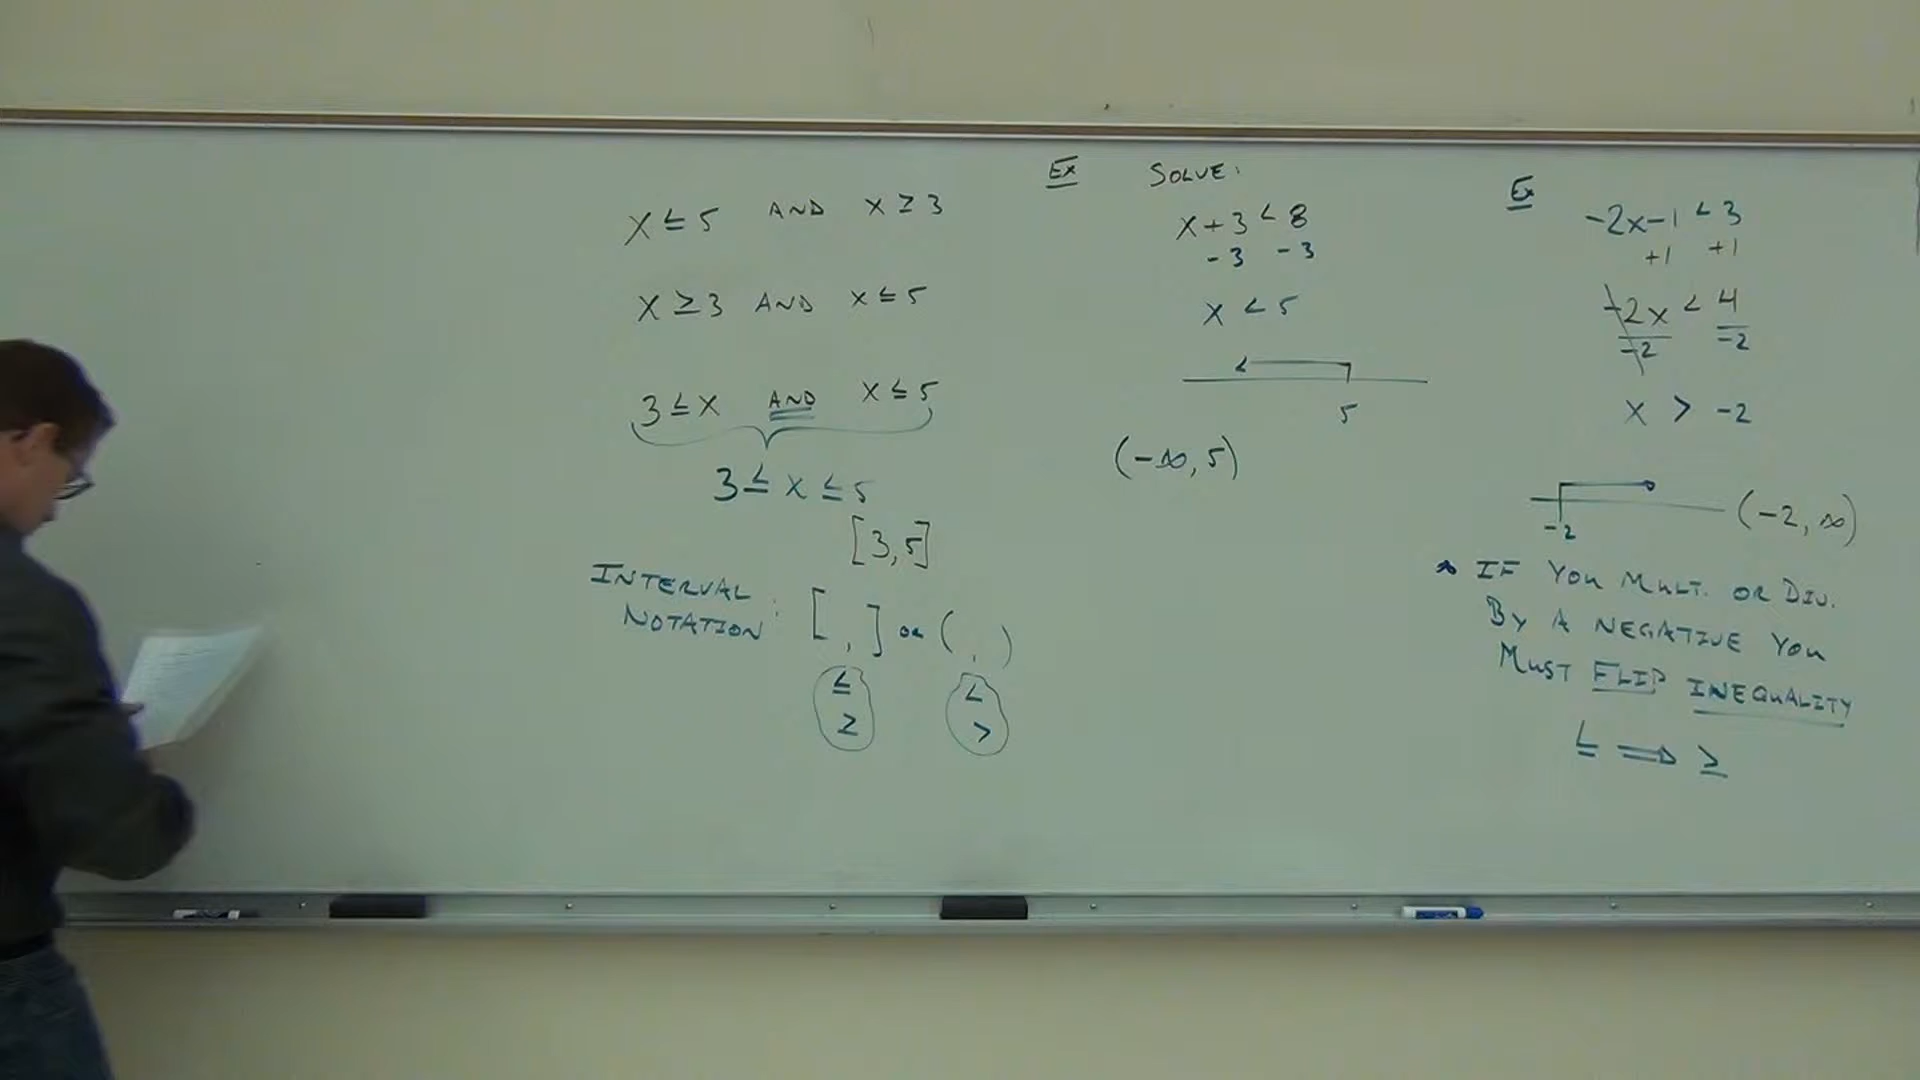 x ≤ 5 AND x ≥ 3
x ≥ 3 AND x ≤ 5
3 ≤ x AND x ≤ 5
3 ≤ x ≤ 5
[3,5]
INTERVAL
NOTATION : [ , ] OR ( , )
≤ <
≥ >
Ex SOLVE:
x + 3 < 8
-3 -3
x < 5
5
(-∞, 5)
Ex
-2x-1 < 3
+1 +1
-2x < 4
-2 -2
x > -2
-2
(-2, ∞)
* IF YOU MULT. OR DIV.
BY A NEGATIVE YOU
MUST FLIP INEQUALITY
≤ ⇒ ≥